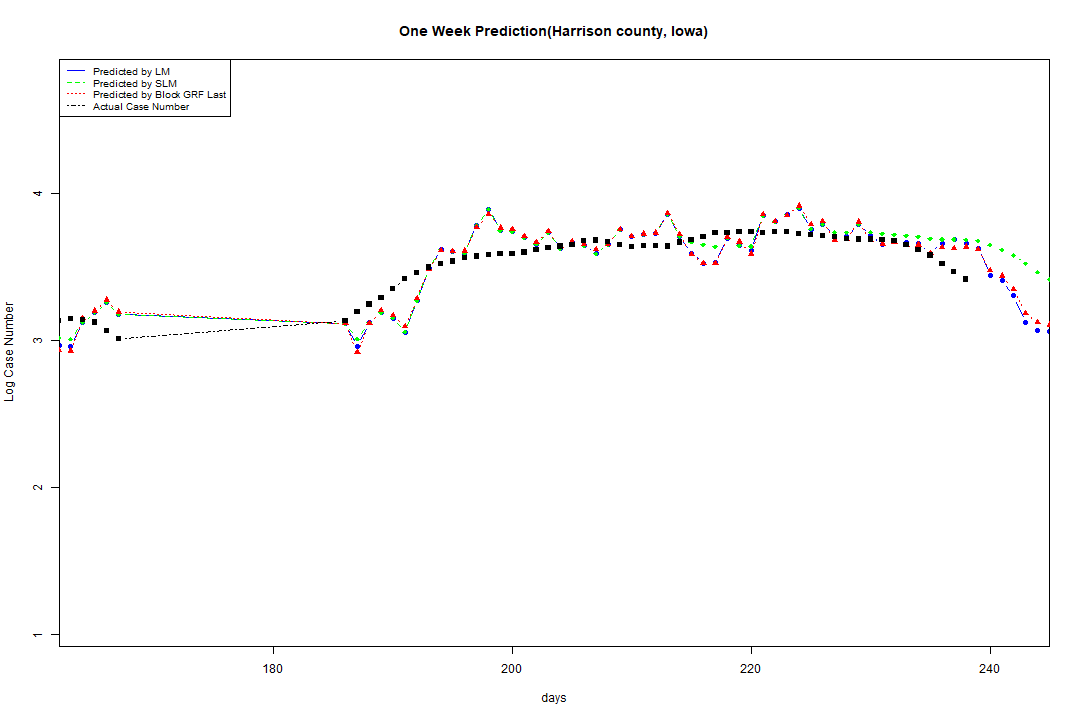 One Week Prediction(Harrison county, Iowa)
Predicted by LM
Predicted by SLM
Predicted by Block GRF Last
Actual Case Number
4
3
2
1
Log Case Number
180 200 220 240
days